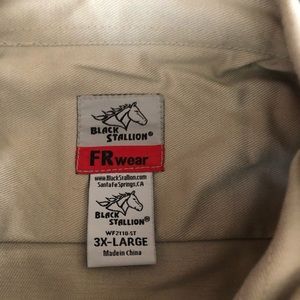 BLACK
STALLION®
FR wear
www.BlackStallion.com
Santa Fe Springs, CA
BLACK
STALLION®
WF2110-ST
3X-LARGE
Made in China